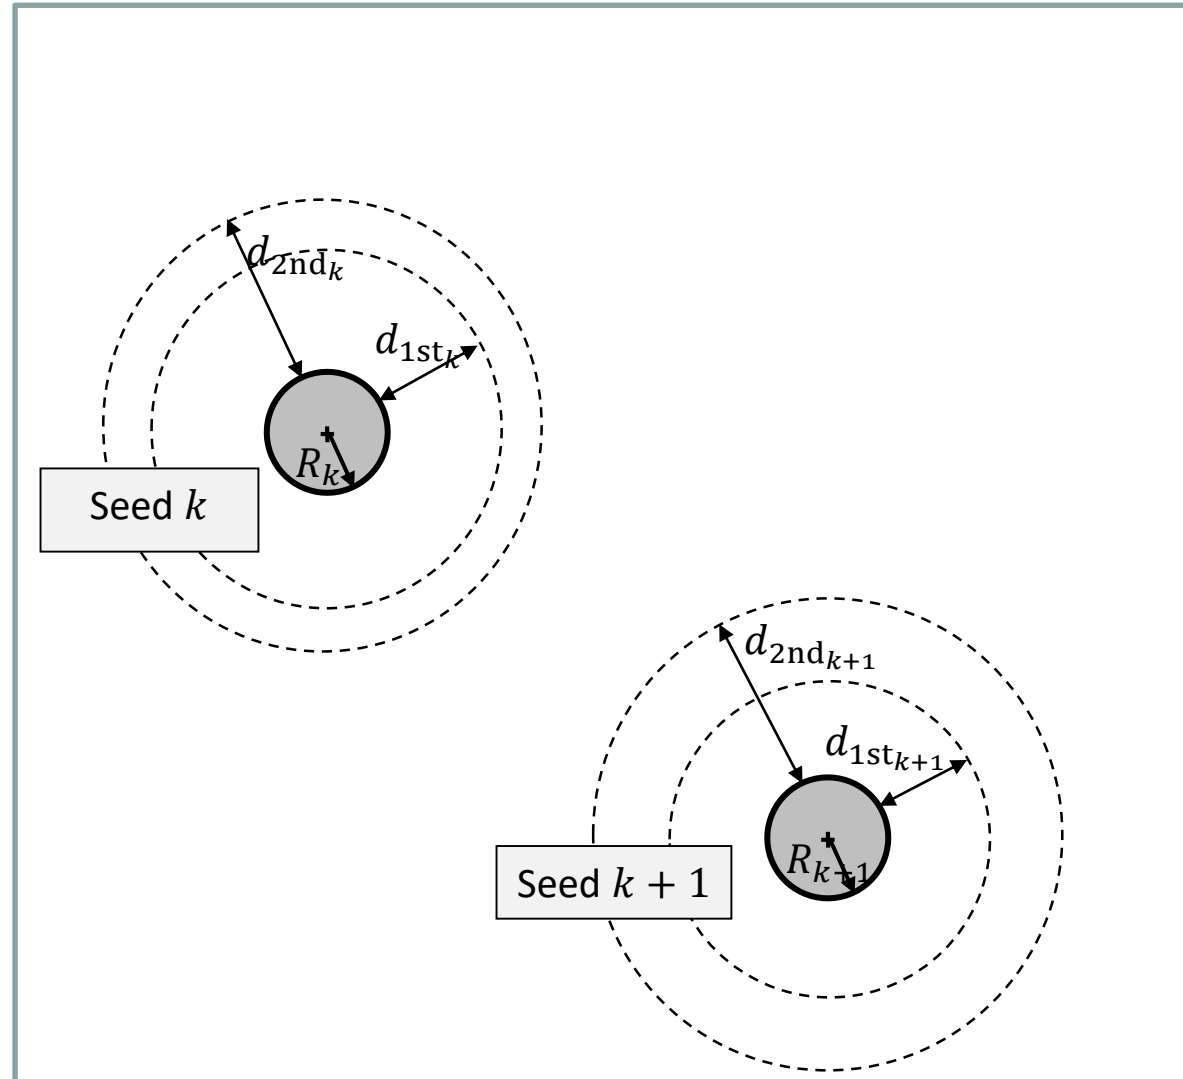 d_{2nd_k}
d_{1st_k}
R_k
Seed k
d_{2nd_{k+1}}
d_{1st_{k+1}}
R_{k+1}
Seed k + 1